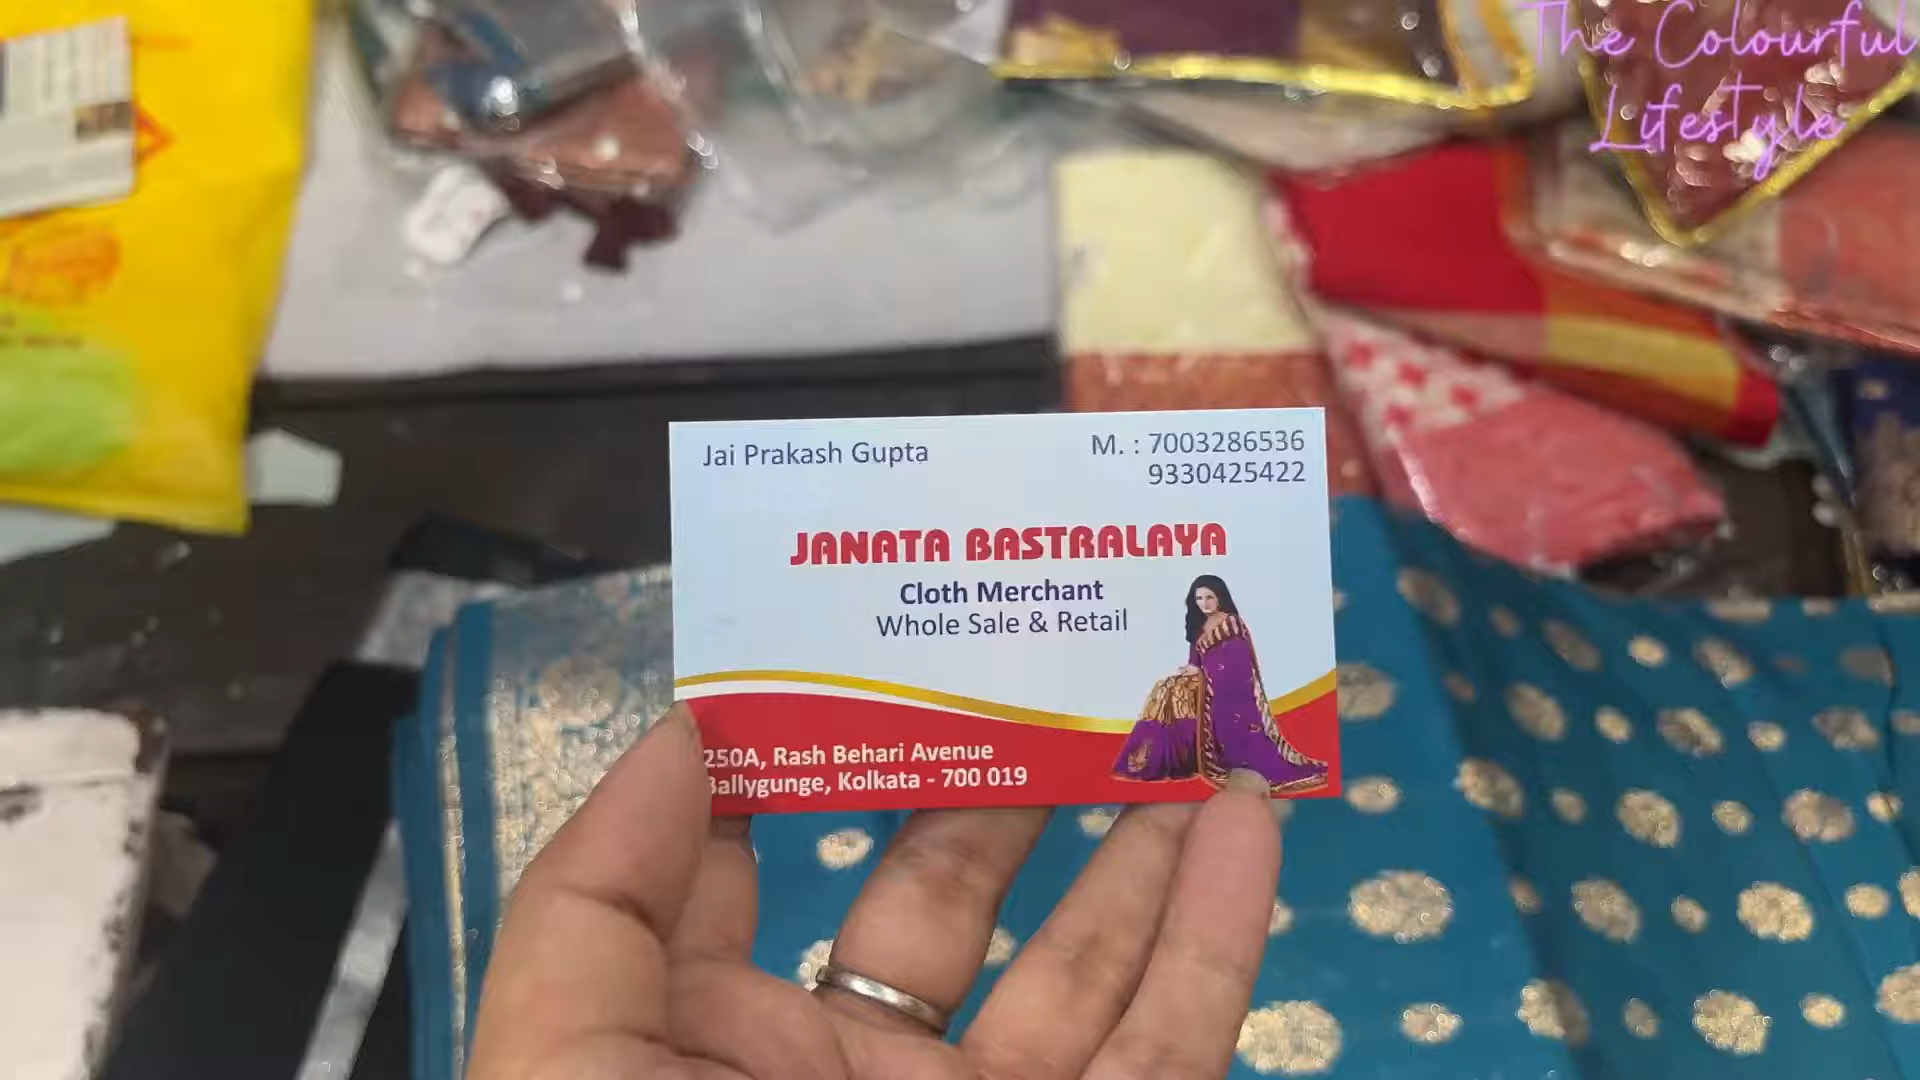 The Colourful
Lifestyle
Jai Prakash Gupta
M. : 7003286536
9330425422
JANATA BASTRALAYA
Cloth Merchant
Whole Sale & Retail
250A, Rash Behari Avenue
Ballygunge, Kolkata - 700 019